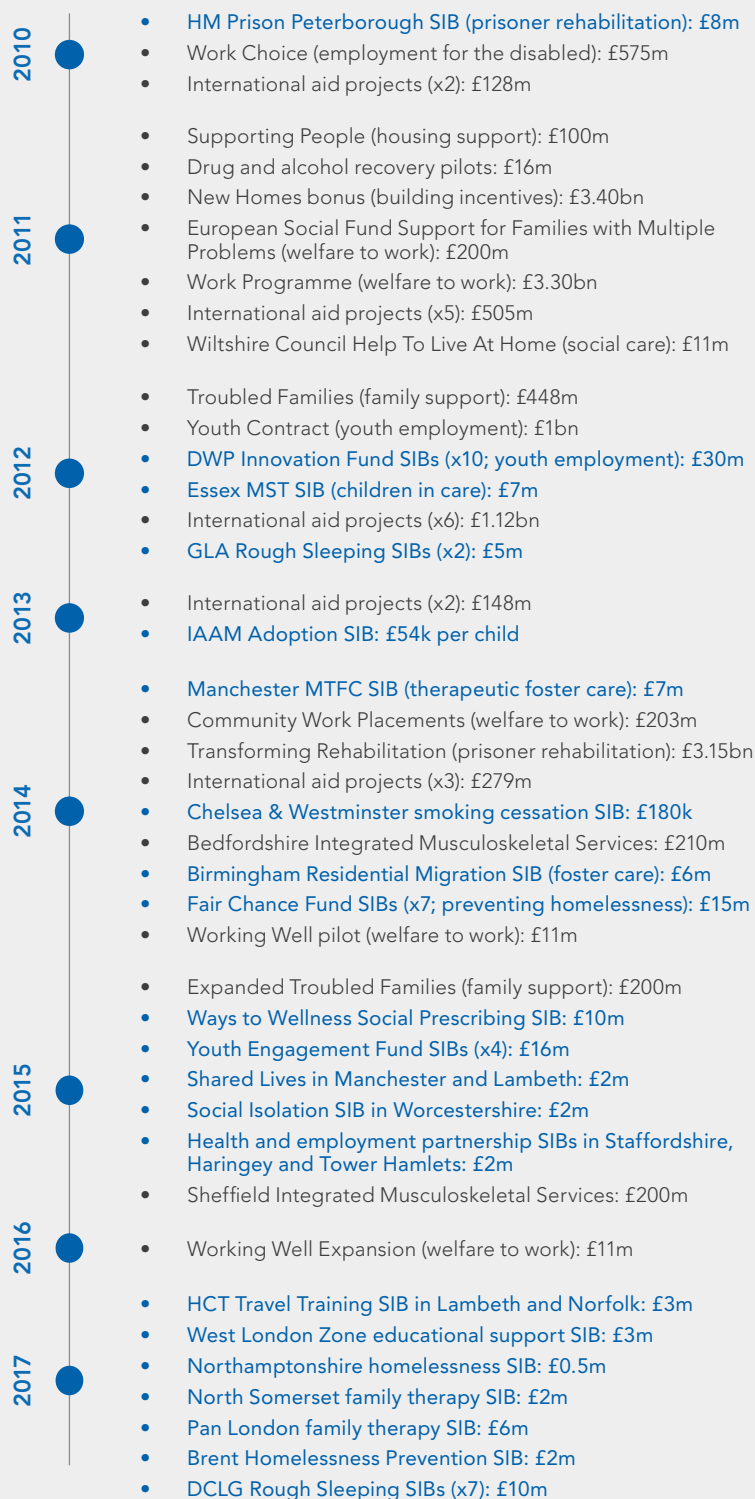 2010
• HM Prison Peterborough SIB (prisoner rehabilitation): £8m
• Work Choice (employment for the disabled): £575m
• International aid projects (x2): £128m
2011
• Supporting People (housing support): £100m
• Drug and alcohol recovery pilots: £16m
• New Homes bonus (building incentives): £3.40bn
• European Social Fund Support for Families with Multiple
Problems (welfare to work): £200m
• Work Programme (welfare to work): £3.30bn
• International aid projects (x5): £505m
• Wiltshire Council Help To Live At Home (social care): £11m
2012
• Troubled Families (family support): £448m
• Youth Contract (youth employment): £1bn
• DWP Innovation Fund SIBs (x10; youth employment): £30m
• Essex MST SIB (children in care): £7m
• International aid projects (x6): £1.12bn
• GLA Rough Sleeping SIBs (x2): £5m
2013
• International aid projects (x2): £148m
• IAAM Adoption SIB: £54k per child
2014
• Manchester MTFC SIB (therapeutic foster care): £7m
• Community Work Placements (welfare to work): £203m
• Transforming Rehabilitation (prisoner rehabilitation): £3.15bn
• International aid projects (x3): £279m
• Chelsea & Westminster smoking cessation SIB: £180k
• Bedfordshire Integrated Musculoskeletal Services: £210m
• Birmingham Residential Migration SIB (foster care): £6m
• Fair Chance Fund SIBs (x7; preventing homelessness): £15m
• Working Well pilot (welfare to work): £11m
2015
• Expanded Troubled Families (family support): £200m
• Ways to Wellness Social Prescribing SIB: £10m
• Youth Engagement Fund SIBs (x4): £16m
• Shared Lives in Manchester and Lambeth: £2m
• Social Isolation SIB in Worcestershire: £2m
• Health and employment partnership SIBs in Staffordshire,
Haringey and Tower Hamlets: £2m
• Sheffield Integrated Musculoskeletal Services: £200m
2016
• Working Well Expansion (welfare to work): £11m
2017
• HCT Travel Training SIB in Lambeth and Norfolk: £3m
• West London Zone educational support SIB: £3m
• Northamptonshire homelessness SIB: £0.5m
• North Somerset family therapy SIB: £2m
• Pan London family therapy SIB: £6m
• Brent Homelessness Prevention SIB: £2m
• DCLG Rough Sleeping SIBs (x7): £10m